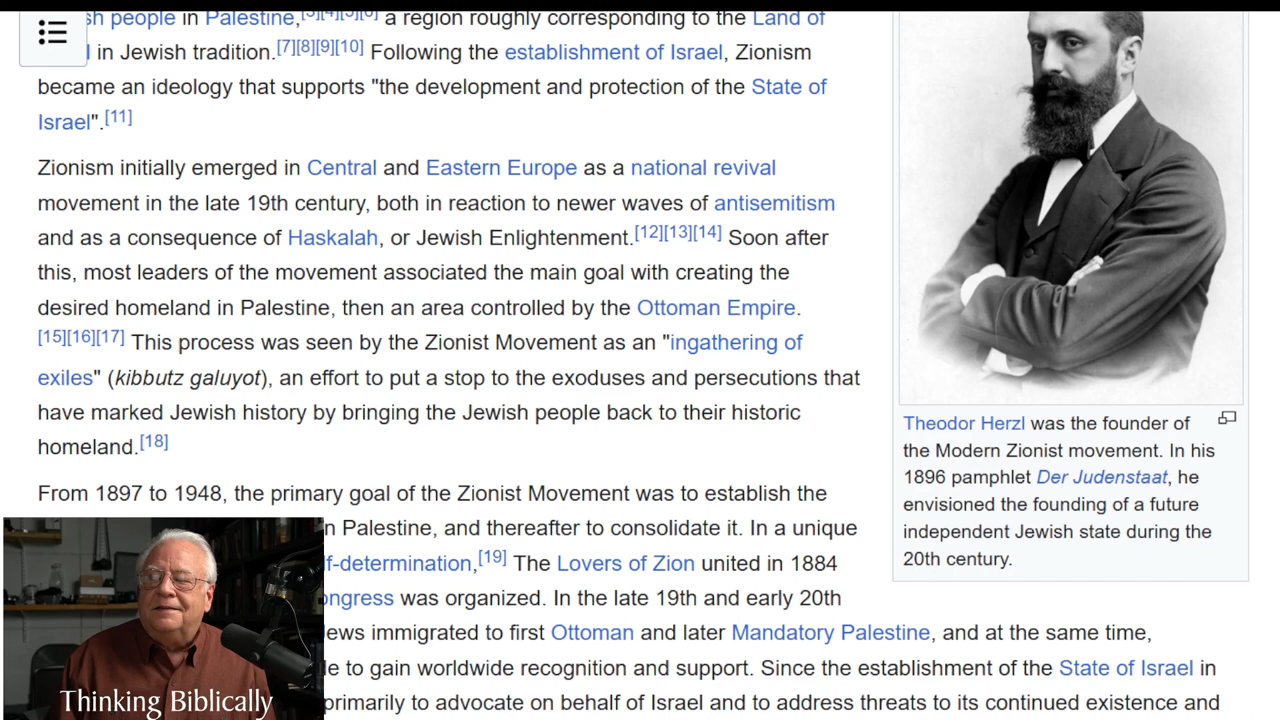 sh people in Palestine,[3][4][5][6] a region roughly corresponding to the Land of
in Jewish tradition.[7][8][9][10] Following the establishment of Israel, Zionism
became an ideology that supports "the development and protection of the State of
Israel".[11]
Zionism initially emerged in Central and Eastern Europe as a national revival
movement in the late 19th century, both in reaction to newer waves of antisemitism
and as a consequence of Haskalah, or Jewish Enlightenment.[12][13][14] Soon after
this, most leaders of the movement associated the main goal with creating the
desired homeland in Palestine, then an area controlled by the Ottoman Empire.
[15][16][17] This process was seen by the Zionist Movement as an "ingathering of
exiles" (kibbutz galuyot), an effort to put a stop to the exoduses and persecutions that
have marked Jewish history by bringing the Jewish people back to their historic
homeland.[18]
From 1897 to 1948, the primary goal of the Zionist Movement was to establish the
n Palestine, and thereafter to consolidate it. In a unique
lf-determination,[19] The Lovers of Zion united in 1884
ongress was organized. In the late 19th and early 20th
ews immigrated to first Ottoman and later Mandatory Palestine, and at the same time,
le to gain worldwide recognition and support. Since the establishment of the State of Israel in
primarily to advocate on behalf of Israel and to address threats to its continued existence and
Theodor Herzl was the founder of
the Modern Zionist movement. In his
1896 pamphlet Der Judenstaat, he
envisioned the founding of a future
independent Jewish state during the
20th century.
Thinking Biblically